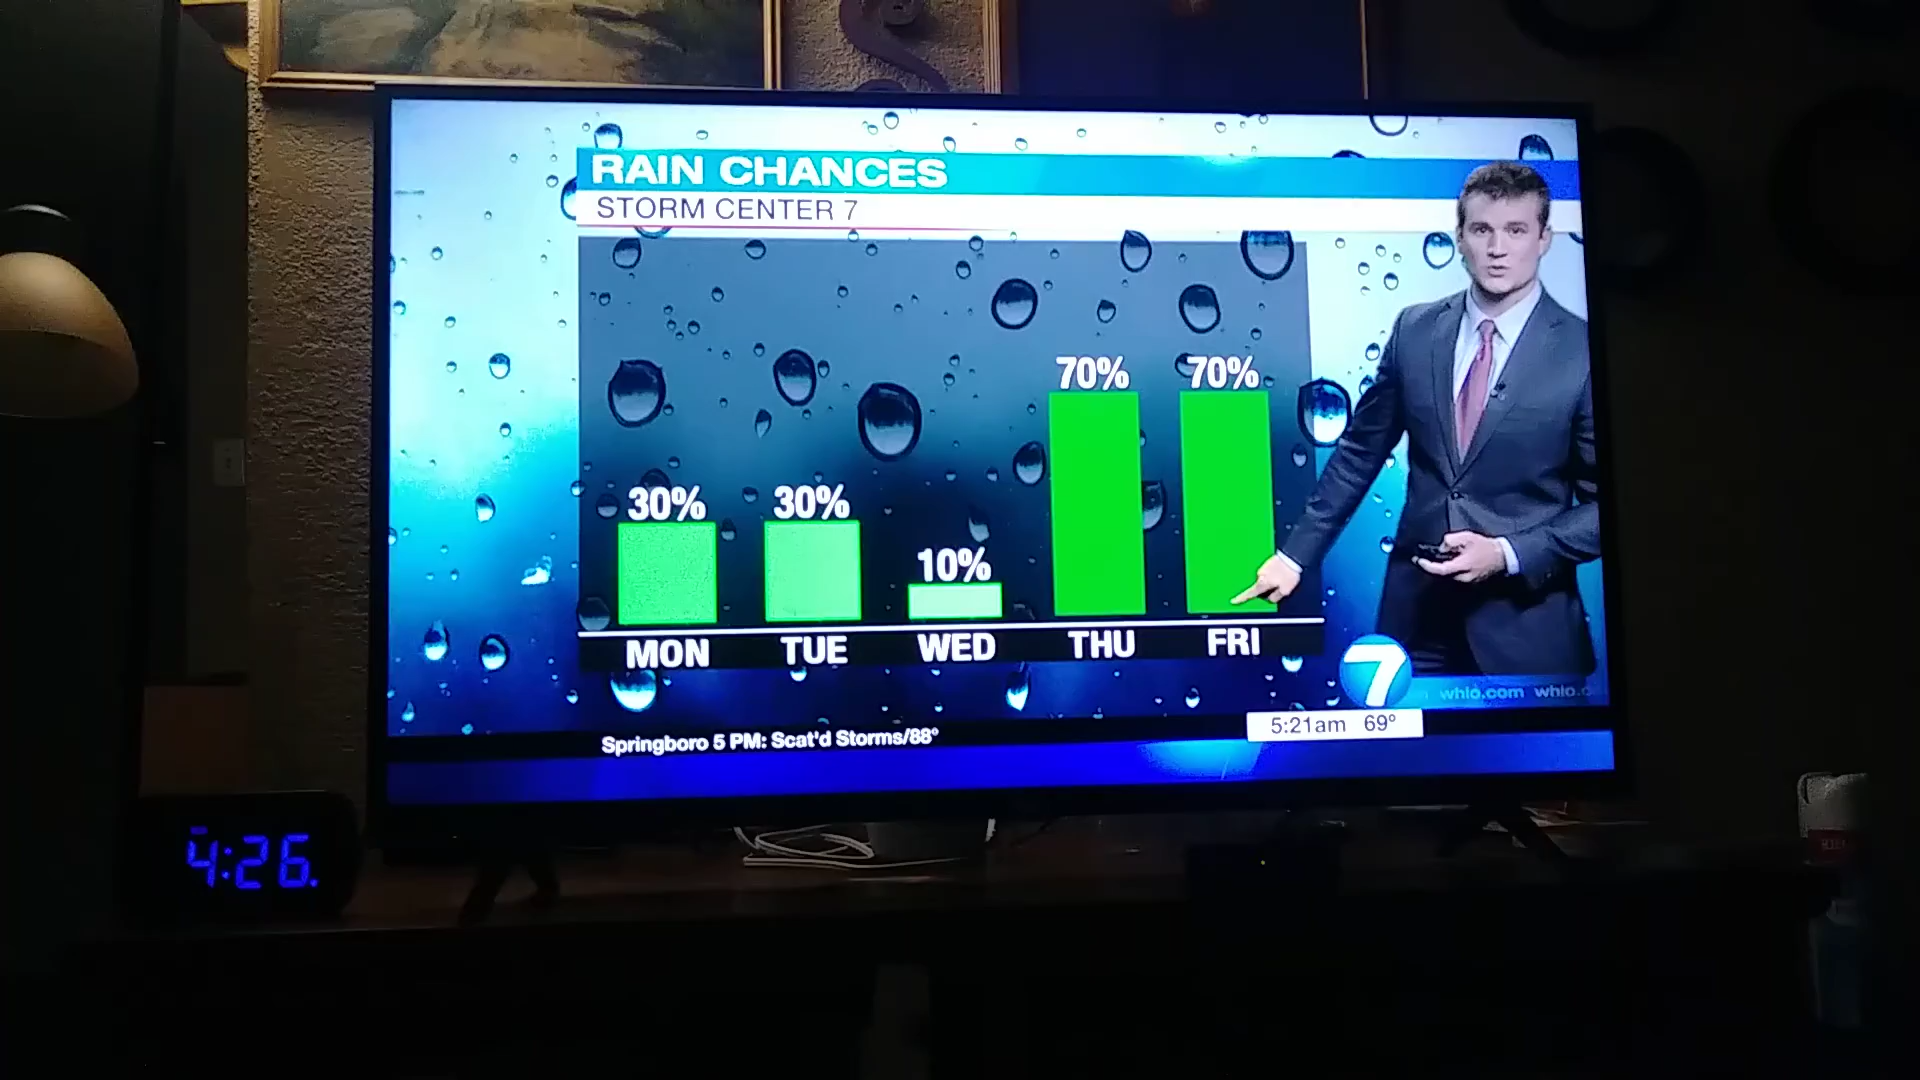 RAIN CHANCES
STORM CENTER 7
70% 70%
30% 30%
10%
MON TUE WED THU FRI
7
whio.com whio.c
5:21am 69°
Springboro 5 PM: Scat'd Storms/88°
4:26